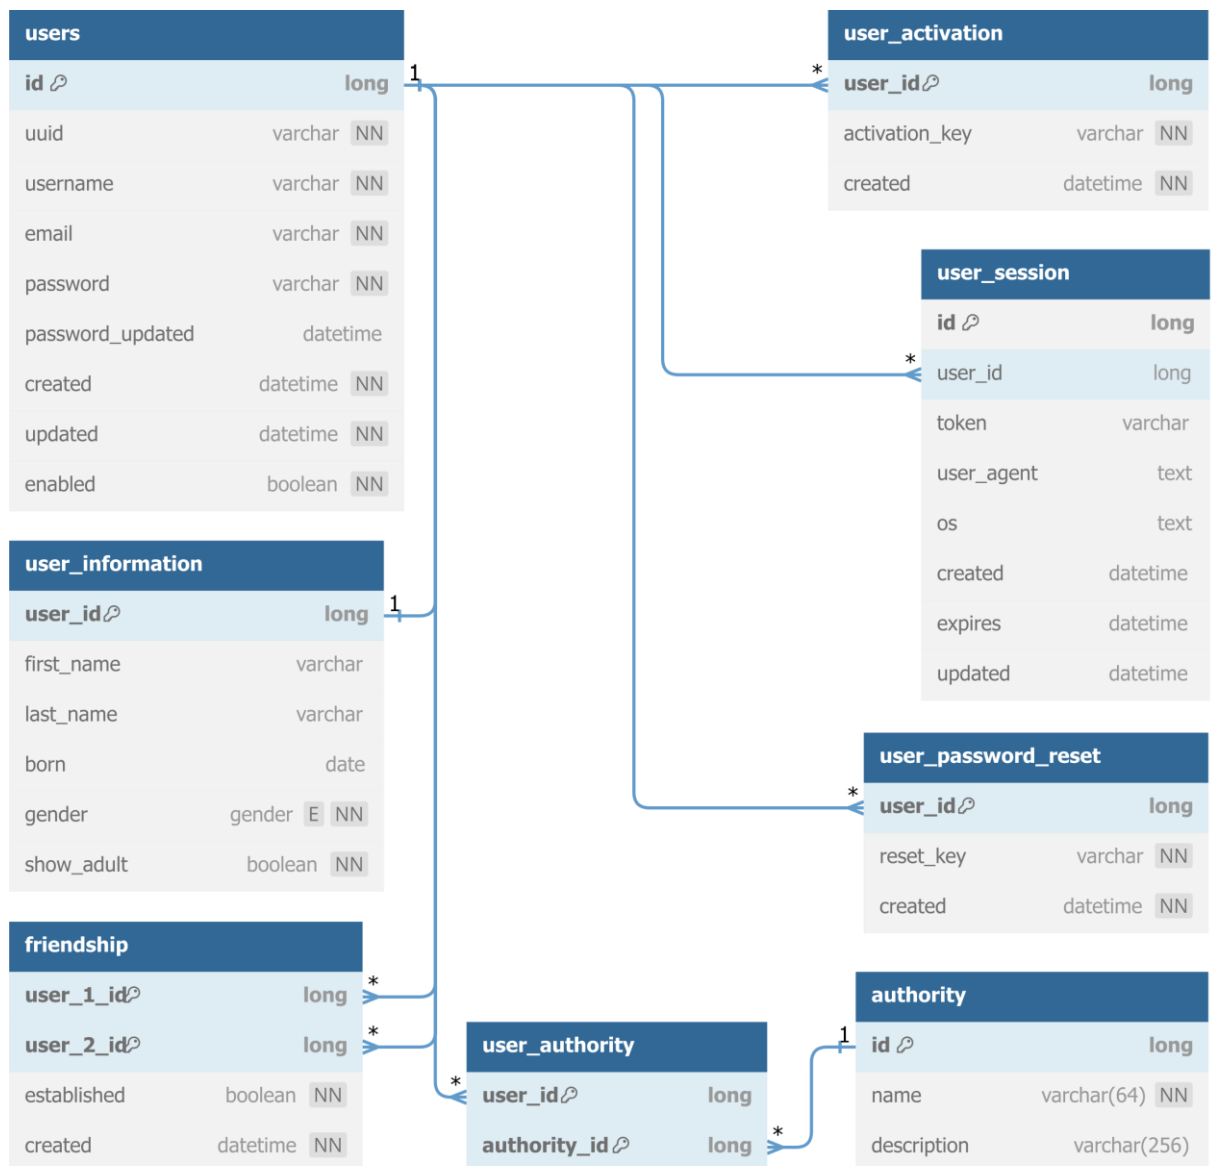 users
id long
uuid varchar NN
username varchar NN
email varchar NN
password varchar NN
password_updated datetime
created datetime NN
updated datetime NN
enabled boolean NN
1
*
user_activation
user_id long
activation_key varchar NN
created datetime NN
user_session
id long
*
user_id long
token varchar
user_agent text
os text
created datetime
expires datetime
updated datetime
user_information
user_id long
1
first_name varchar
last_name varchar
born date
gender gender E NN
show_adult boolean NN
user_password_reset
*
user_id long
reset_key varchar NN
created datetime NN
friendship
user_1_id long
*
user_2_id long
*
established boolean NN
created datetime NN
user_authority
*
user_id long
authority_id long
*
authority
1
id long
name varchar(64) NN
description varchar(256)